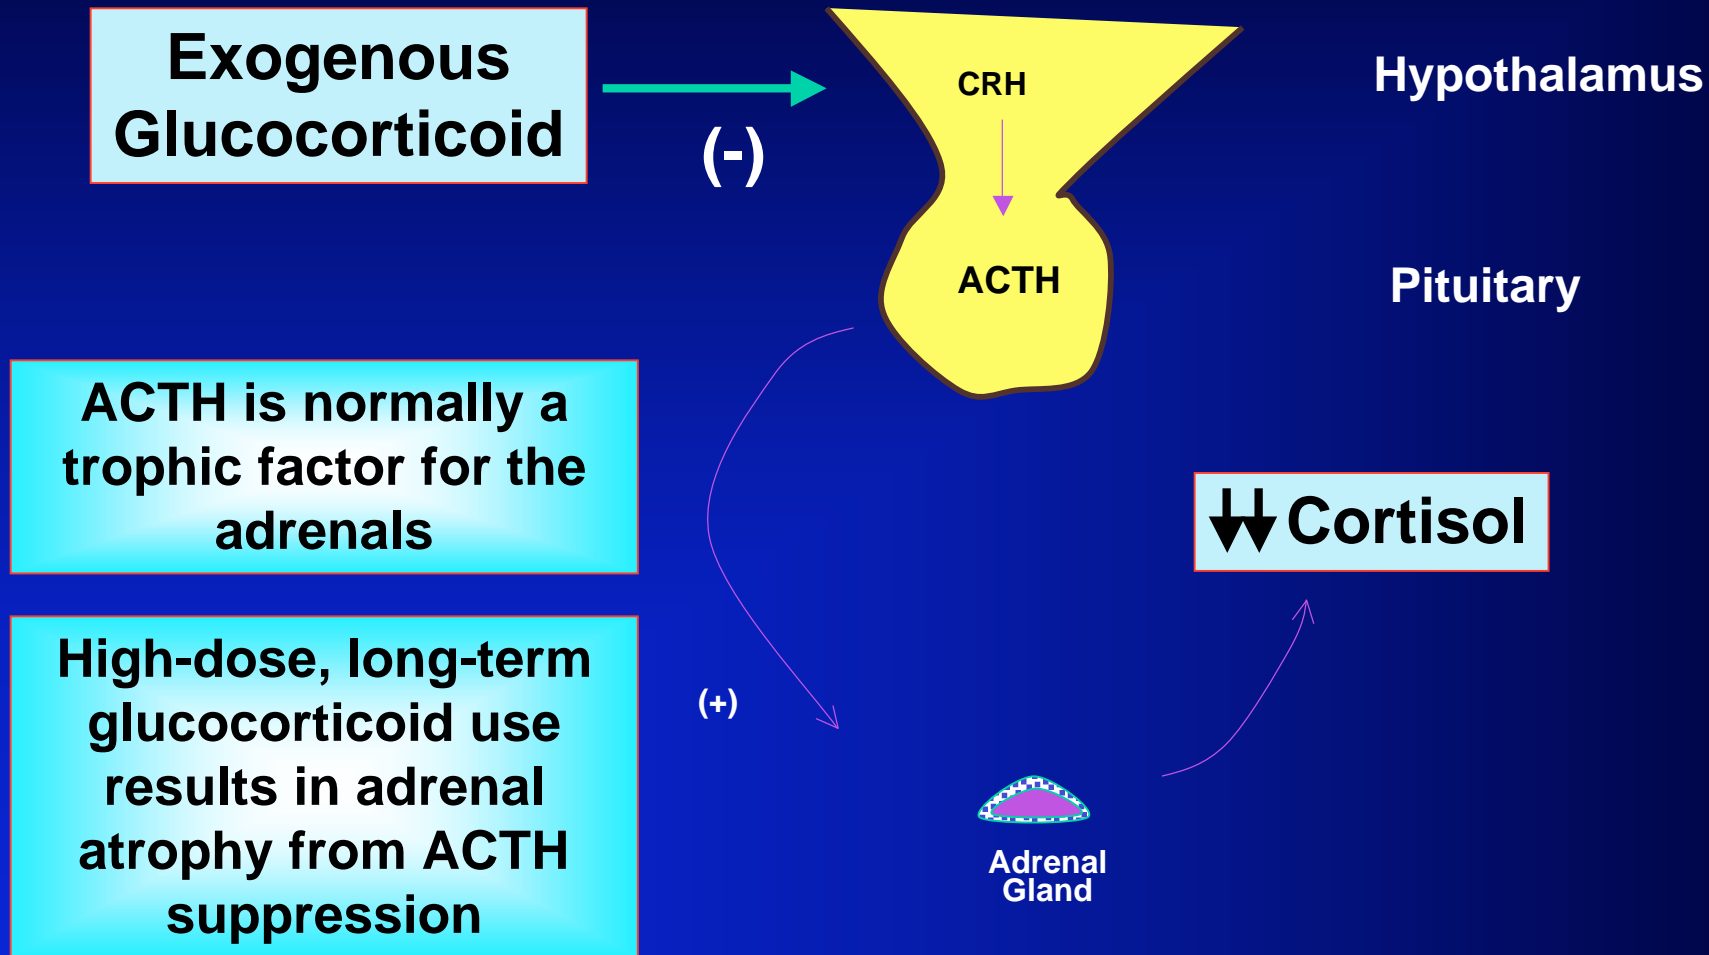 Exogenous
Glucocorticoid
(-)
CRH
Hypothalamus
ACTH
Pituitary
ACTH is normally a
trophic factor for the
adrenals
↓↓ Cortisol
High-dose, long-term
glucocorticoid use
results in adrenal
atrophy from ACTH
suppression
(+)
Adrenal
Gland